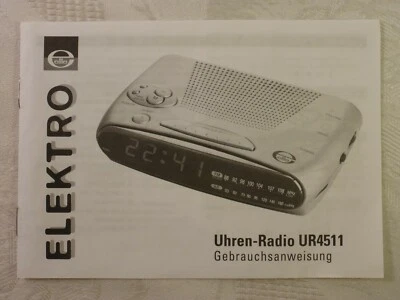 ELEKTRO
22:41
Uhren-Radio UR4511
Gebrauchsanweisung